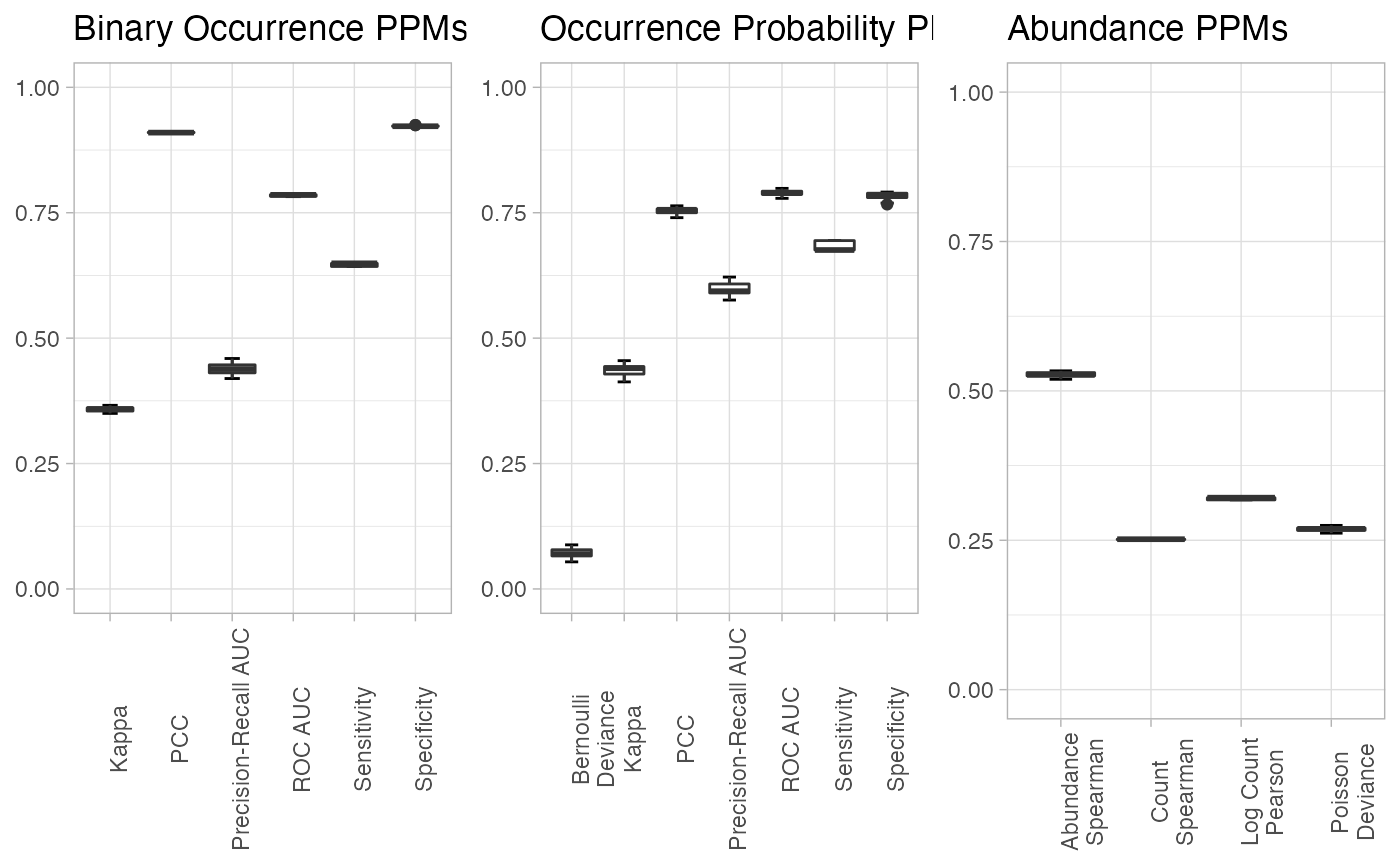 Binary Occurrence PPMs
1.00
0.75
0.50
0.25
0.00
Kappa
PCC
Precision-Recall AUC
ROC AUC
Sensitivity
Specificity
Occurrence Probability P
1.00
0.75
0.50
0.25
0.00
Bernoulli
Deviance
Kappa
PCC
Precision-Recall AUC
ROC AUC
Sensitivity
Specificity
Abundance PPMs
1.00
0.75
0.50
0.25
0.00
Abundance
Spearman
Count
Spearman
Log Count
Pearson
Poisson
Deviance